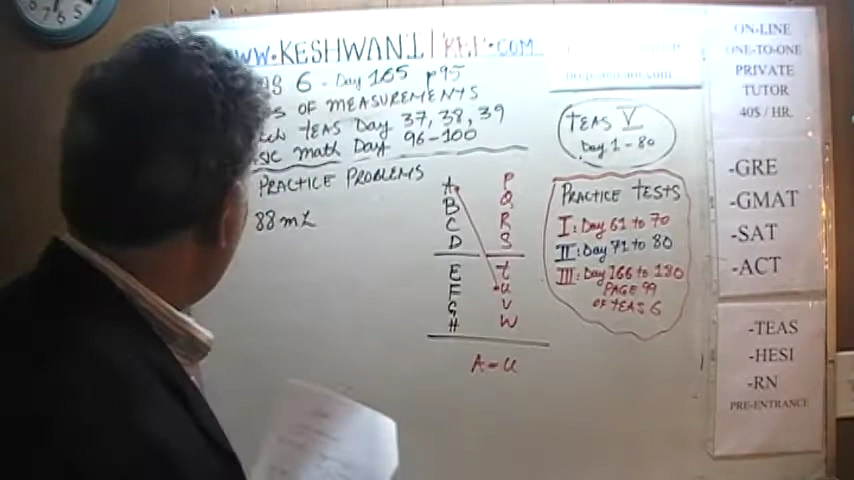 WWW.KESHWANI PREP.COM
6 - Day 165 p95
OF MEASUREMENTS
TEAS Day 37, 38, 39
math Day 96-100
PRACTICE PROBLEMS
88 mL
A P
B Q
C R
D S
E t
F u
G V
H W
A = u
TEAS V
Day 1 - 80
PRACTICE TESTS
I: Day 61 to 70
II: Day 71 to 80
III: Day 166 to 180
PAGE 99
OF TEAS 6
ON-LINE
ONE-TO-ONE
PRIVATE
TUTOR
40$ / HR.
-GRE
-GMAT
-SAT
-ACT
-TEAS
-HESI
-RN
PRE-ENTRANCE